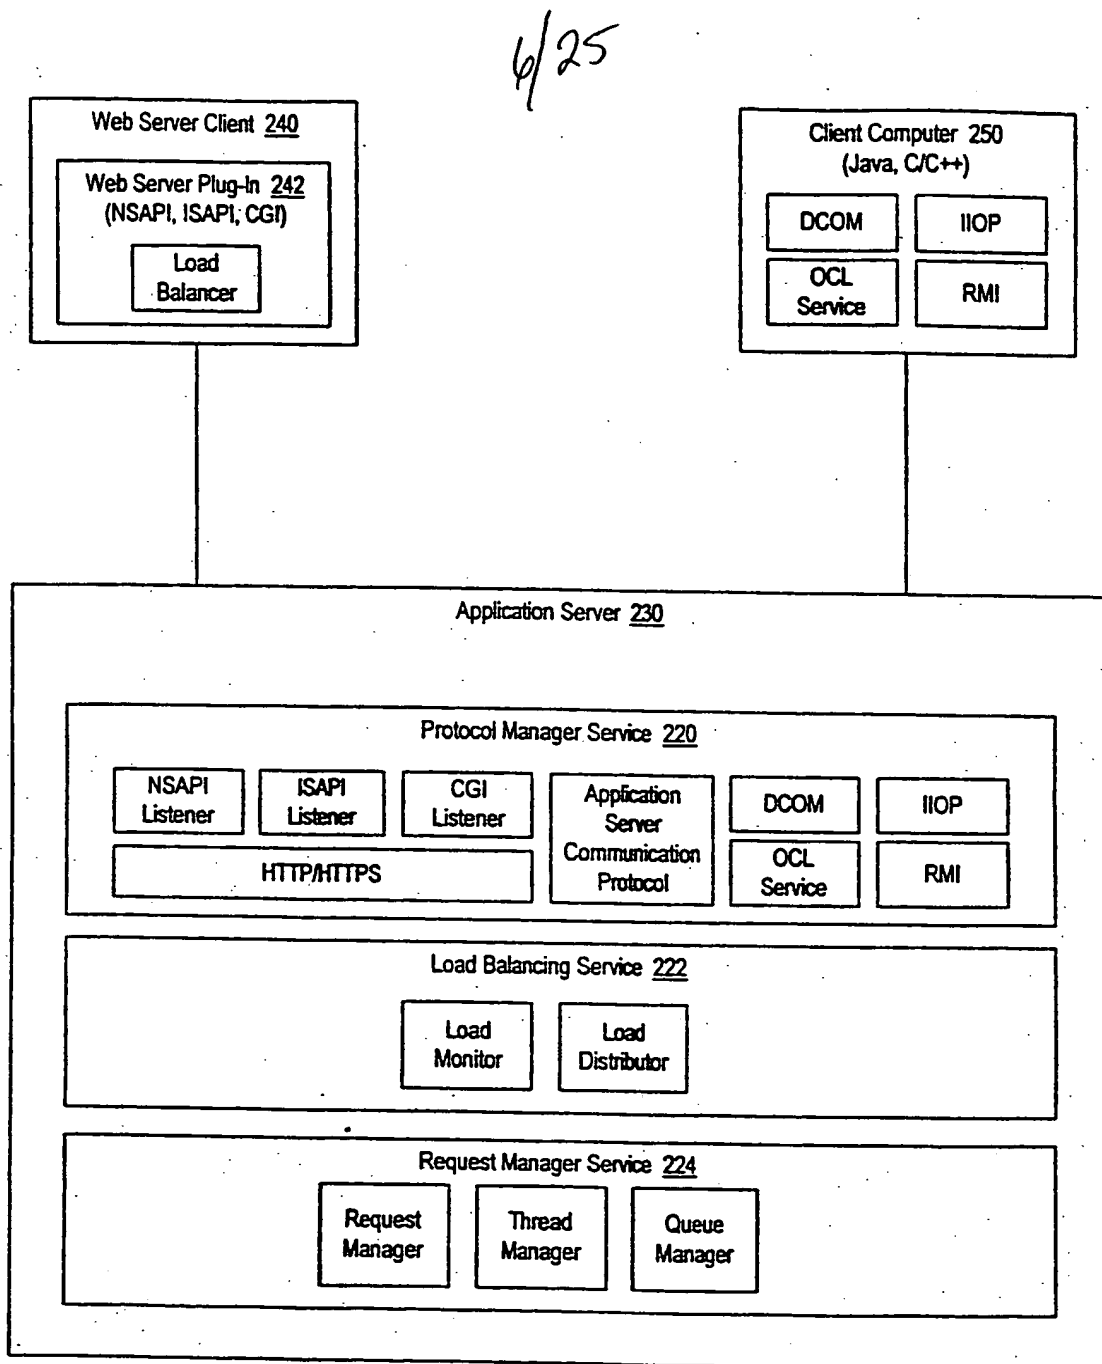 6/25
Web Server Client 240
Web Server Plug-In 242
(NSAPI, ISAPI, CGI)
Load
Balancer
Client Computer 250
(Java, C/C++)
DCOM
IIOP
OCL
Service
RMI
Application Server 230
Protocol Manager Service 220
NSAPI
Listener
ISAPI
Listener
CGI
Listener
HTTP/HTTPS
Application
Server
Communication
Protocol
DCOM
IIOP
OCL
Service
RMI
Load Balancing Service 222
Load
Monitor
Load
Distributor
Request Manager Service 224
Request
Manager
Thread
Manager
Queue
Manager